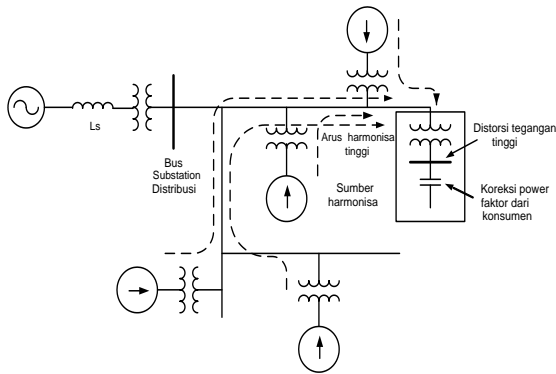 Ls
Bus
Substation
Distribusi
Arus harmonisa
tinggi
Sumber
harmonisa
Distorsi tegangan
tinggi
Koreksi power
faktor dari
konsumen